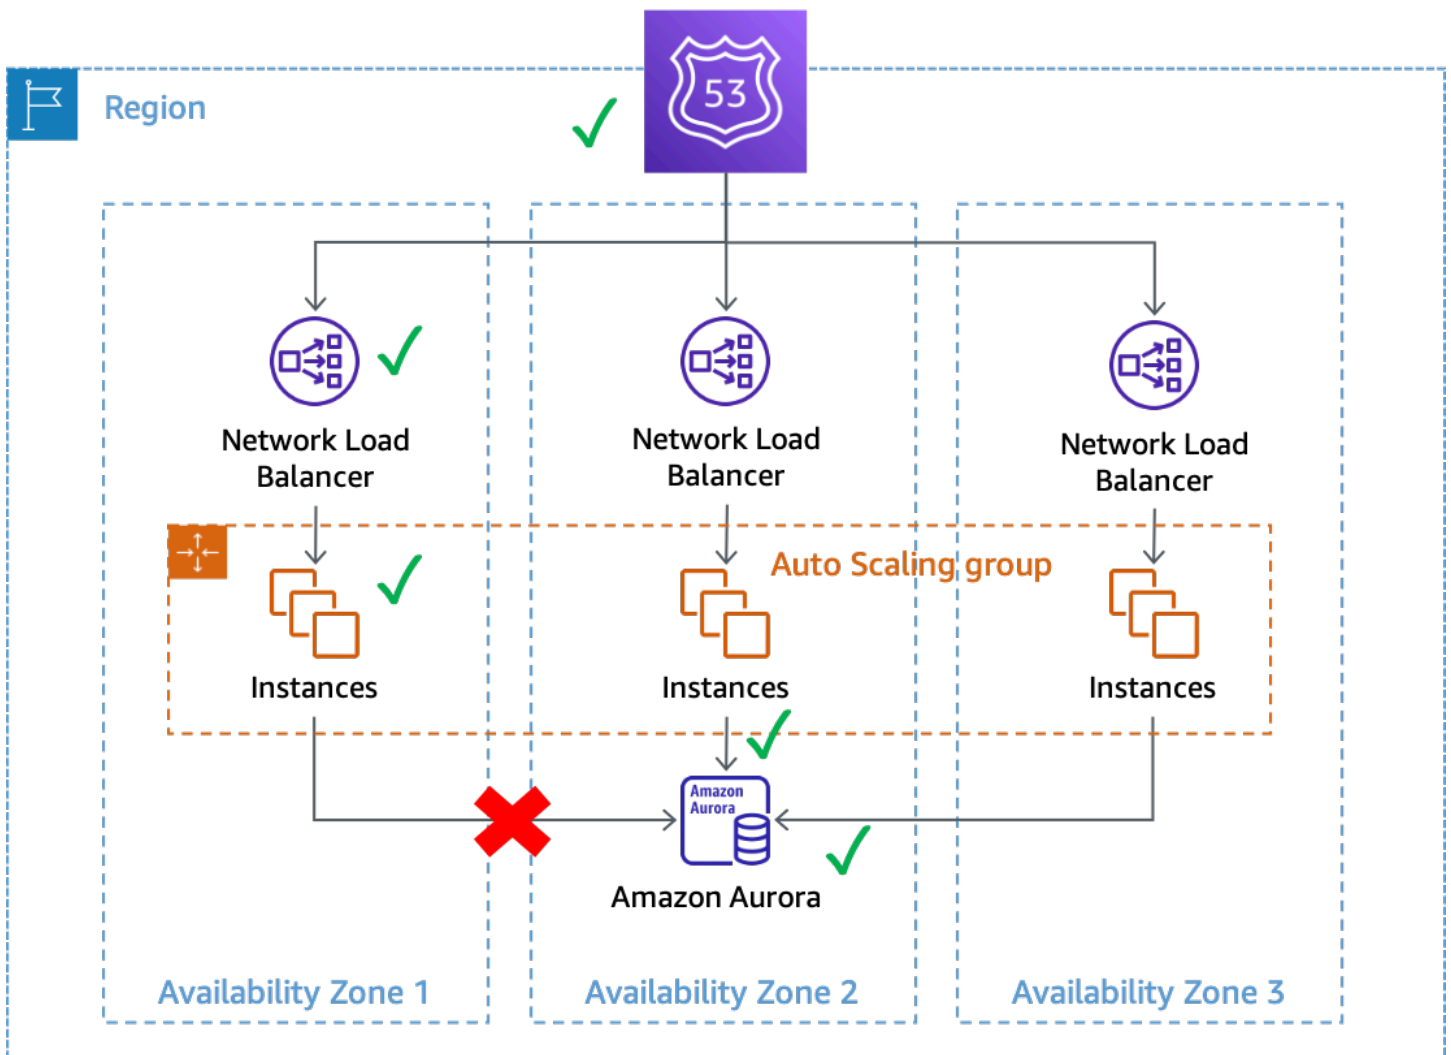 53
Region
Network Load
Balancer
Network Load
Balancer
Network Load
Balancer
Auto Scaling group
Instances
Instances
Instances
Amazon
Aurora
Amazon Aurora
Availability Zone 1
Availability Zone 2
Availability Zone 3